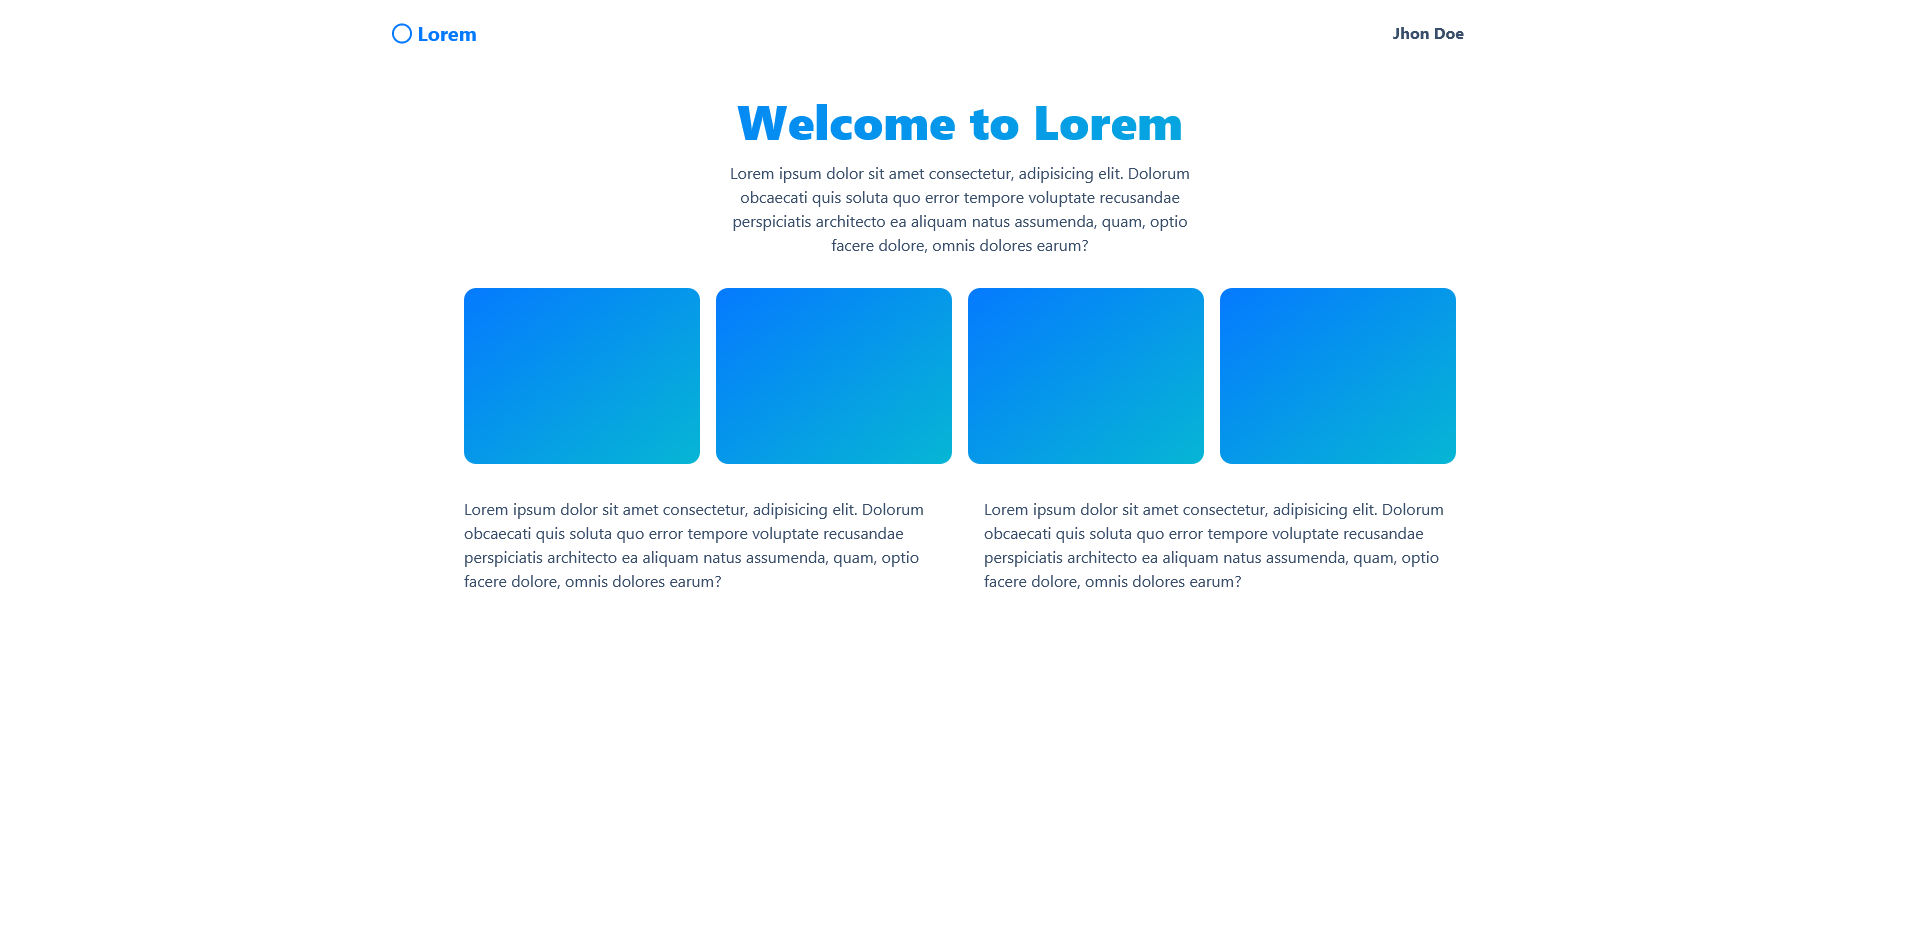 Lorem
Jhon Doe
Welcome to Lorem
Lorem ipsum dolor sit amet consectetur, adipisicing elit. Dolorum
obcaecati quis soluta quo error tempore voluptate recusandae
perspiciatis architecto ea aliquam natus assumenda, quam, optio
facere dolore, omnis dolores earum?
Lorem ipsum dolor sit amet consectetur, adipisicing elit. Dolorum
obcaecati quis soluta quo error tempore voluptate recusandae
perspiciatis architecto ea aliquam natus assumenda, quam, optio
facere dolore, omnis dolores earum?
Lorem ipsum dolor sit amet consectetur, adipisicing elit. Dolorum
obcaecati quis soluta quo error tempore voluptate recusandae
perspiciatis architecto ea aliquam natus assumenda, quam, optio
facere dolore, omnis dolores earum?